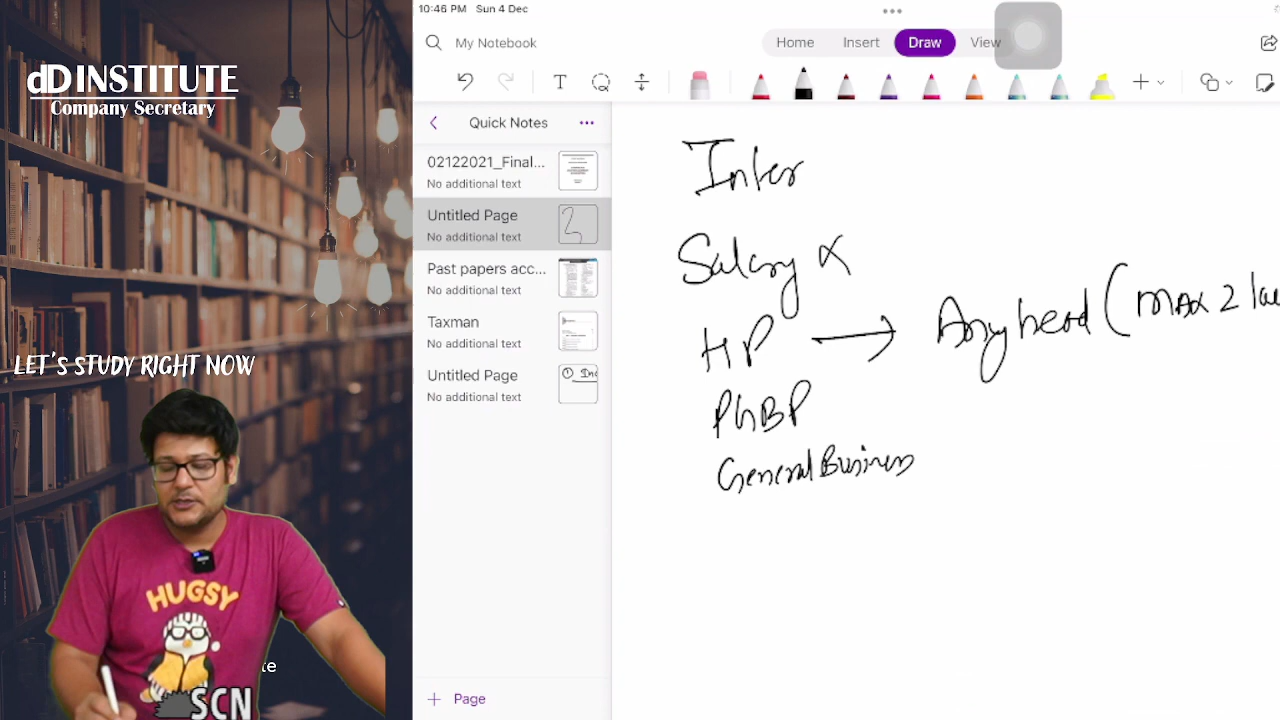 dD INSTITUTE
Company Secretary
LET'S STUDY RIGHT NOW
HUGSY
te
SCN
10:46 PM Sun 4 Dec
My Notebook
Home Insert Draw View
T
Quick Notes
02122021_Final...
No additional text
Untitled Page
No additional text
Past papers acc...
No additional text
Taxman
No additional text
Untitled Page
No additional text
Page
Inter
Salary
HP → Any head (max 2 la
PGBP
General Business